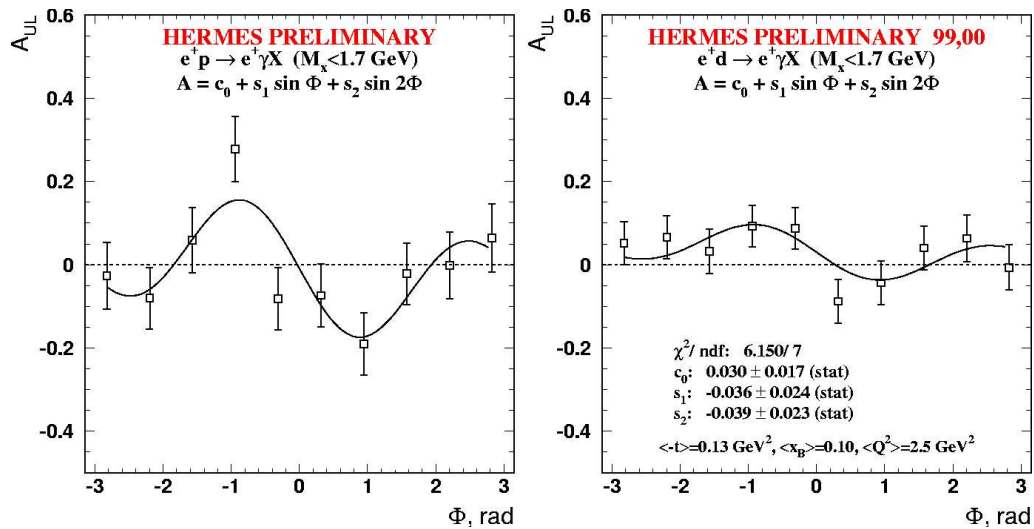 A_UL
0.6
0.4
0.2
0
-0.2
-0.4
HERMES PRELIMINARY
e⁺p → e⁺γX (Mₓ<1.7 GeV)
A = c₀ + s₁ sin Φ + s₂ sin 2Φ
-3 -2 -1 0 1 2 3
Φ, rad
A_UL
0.6
0.4
0.2
0
-0.2
-0.4
HERMES PRELIMINARY 99,00
e⁺d → e⁺γX (Mₓ<1.7 GeV)
A = c₀ + s₁ sin Φ + s₂ sin 2Φ
χ²/ ndf: 6.150/ 7
c₀: 0.030 ± 0.017 (stat)
s₁: -0.036 ± 0.024 (stat)
s₂: -0.039 ± 0.023 (stat)
<-t>=0.13 GeV², <x_B>=0.10, <Q²>=2.5 GeV²
-3 -2 -1 0 1 2 3
Φ, rad